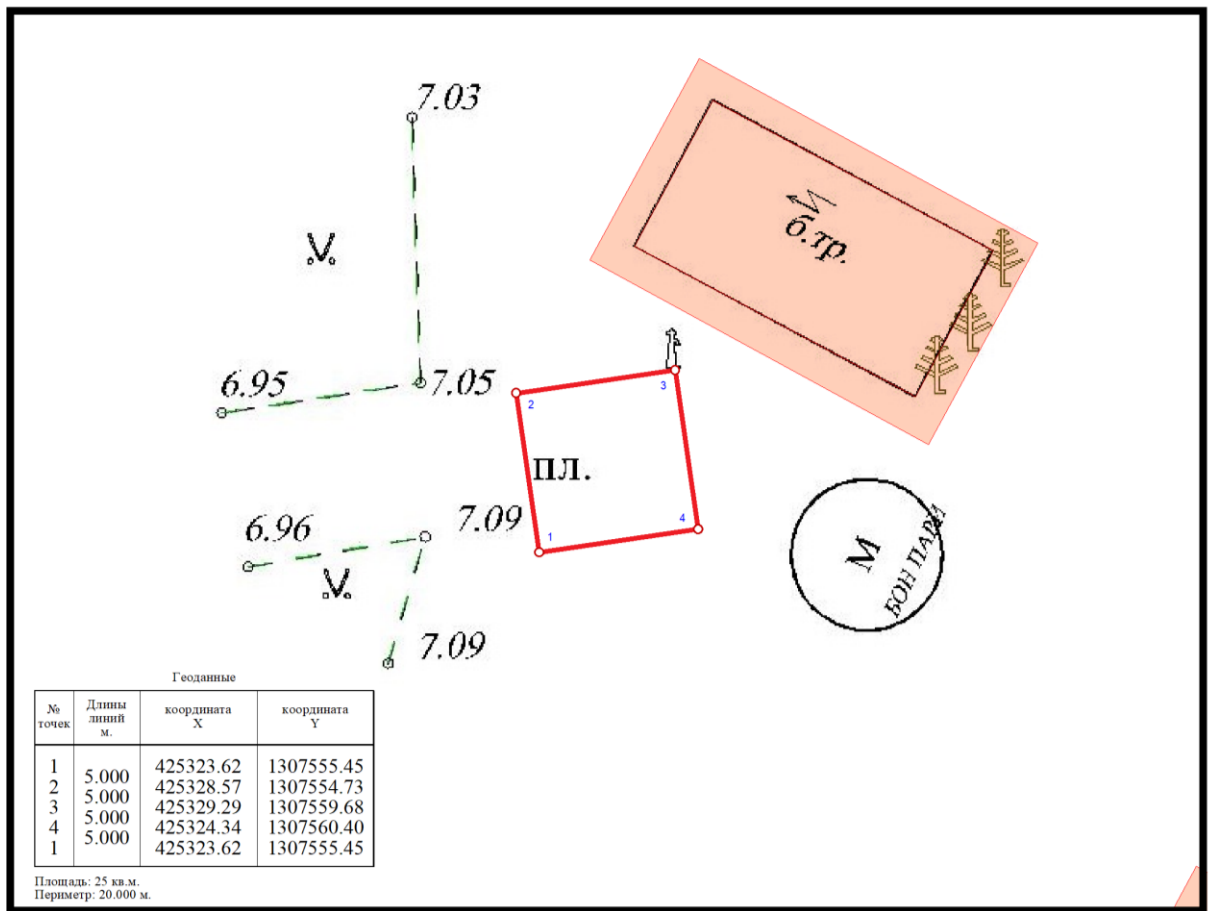 7.03
б.тр.
6.95
7.05
3
2
ПЛ.
4
7.09
6.96
1
М
БОН ПАРИ
7.09
Геоданные
№ точек Длины линий м. координата X координата Y
1 425323.62 1307555.45
5.000
2 425328.57 1307554.73
5.000
3 425329.29 1307559.68
5.000
4 425324.34 1307560.40
5.000
1 425323.62 1307555.45
Площадь: 25 кв.м.
Периметр: 20.000 м.